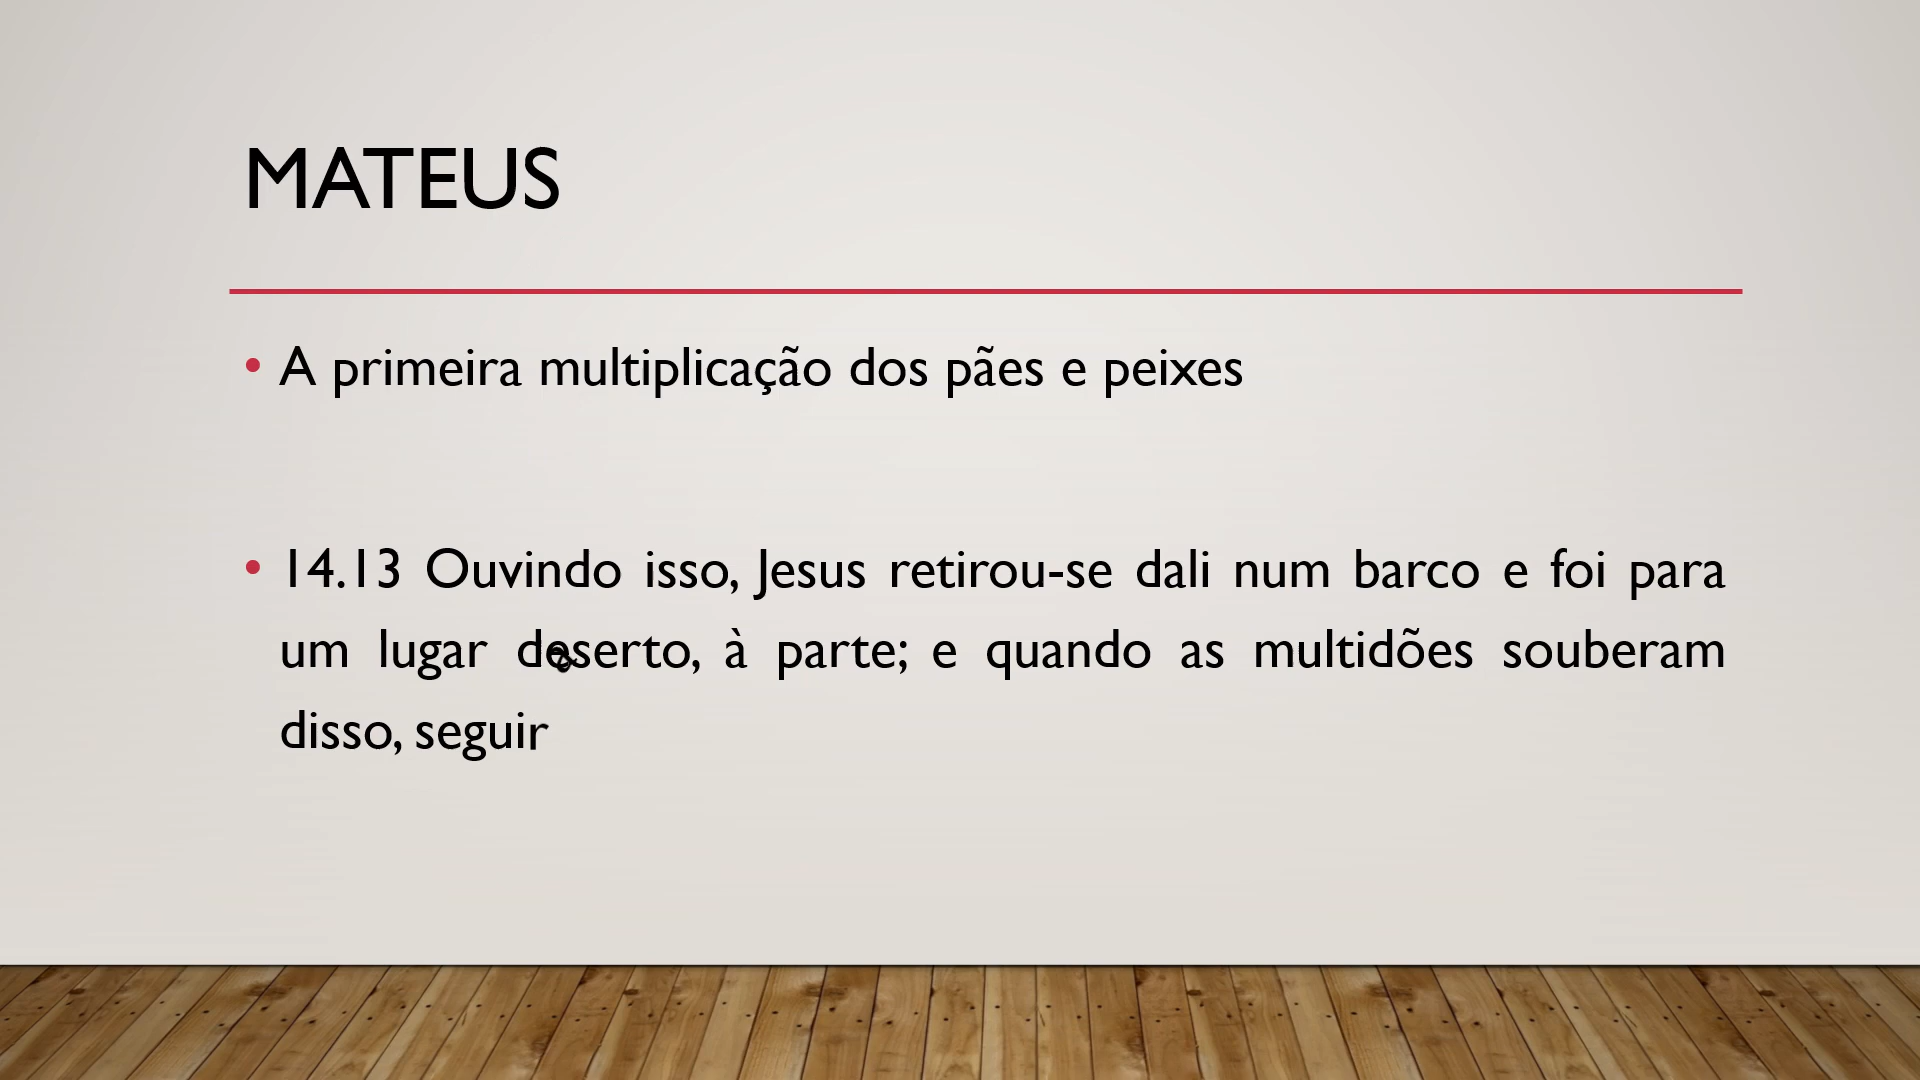 MATEUS
• A primeira multiplicação dos pães e peixes
• 14.13 Ouvindo isso, Jesus retirou-se dali num barco e foi para
um lugar deserto, à parte; e quando as multidões souberam
disso, seguir